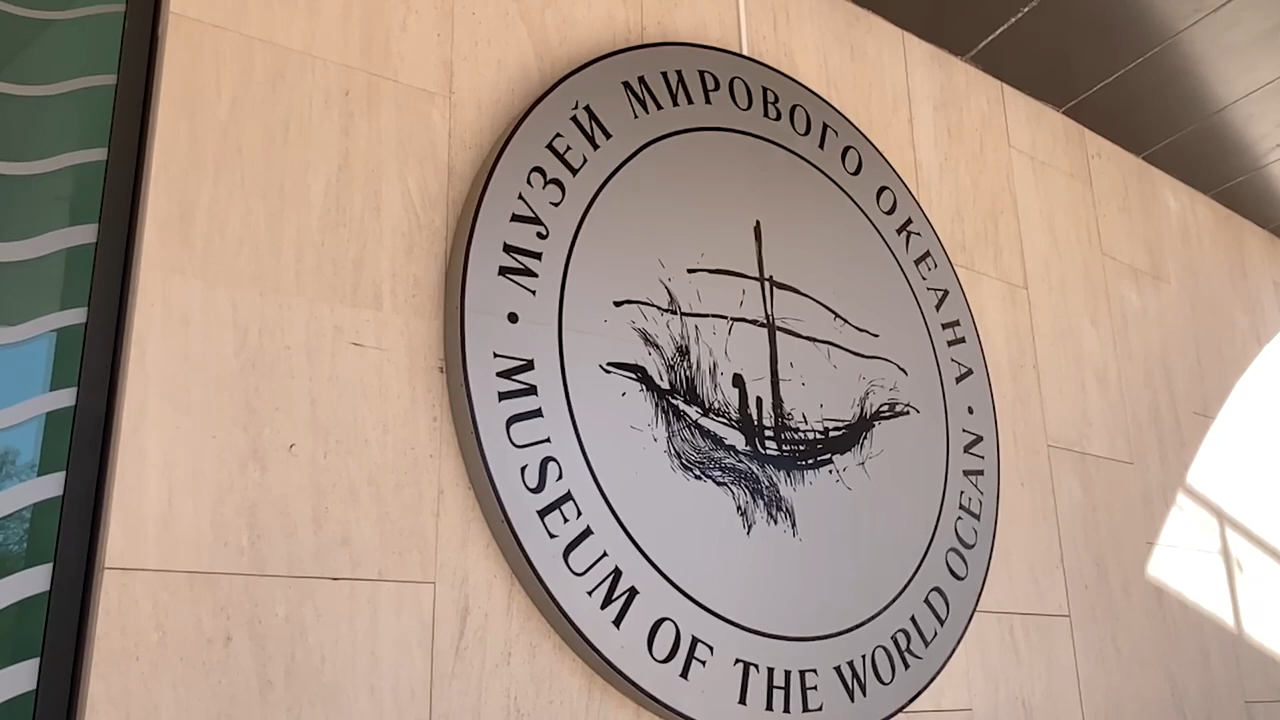 МУЗЕЙ МИРОВОГО ОКЕАНА
MUSEUM OF THE WORLD OCEAN